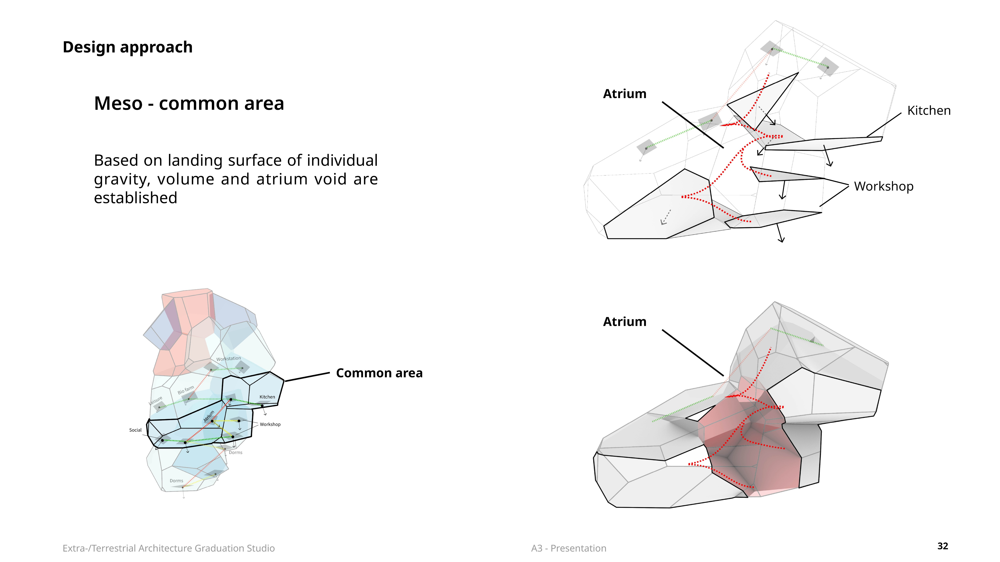 Design approach
Meso - common area
Based on landing surface of individual
gravity, volume and atrium void are
established
Atrium
Kitchen
Workshop
Atrium
Workstation
Bio farm
Leisure
Common area
Kitchen
Atrium
Workshop
Social
Dorms
Dorms
Extra-/Terrestrial Architecture Graduation Studio
A3 - Presentation
32